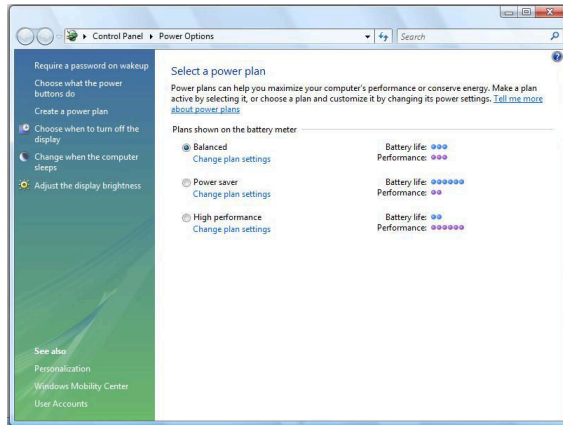 Control Panel ▸ Power Options
Search
Require a password on wakeup
Choose what the power
buttons do
Create a power plan
Choose when to turn off the
display
Change when the computer
sleeps
Adjust the display brightness
See also
Personalization
Windows Mobility Center
User Accounts
Select a power plan
Power plans can help you maximize your computer's performance or conserve energy. Make a plan
active by selecting it, or choose a plan and customize it by changing its power settings. Tell me more
about power plans
Plans shown on the battery meter
Balanced Battery life:
Change plan settings Performance:
Power saver Battery life:
Change plan settings Performance:
High performance Battery life:
Change plan settings Performance: